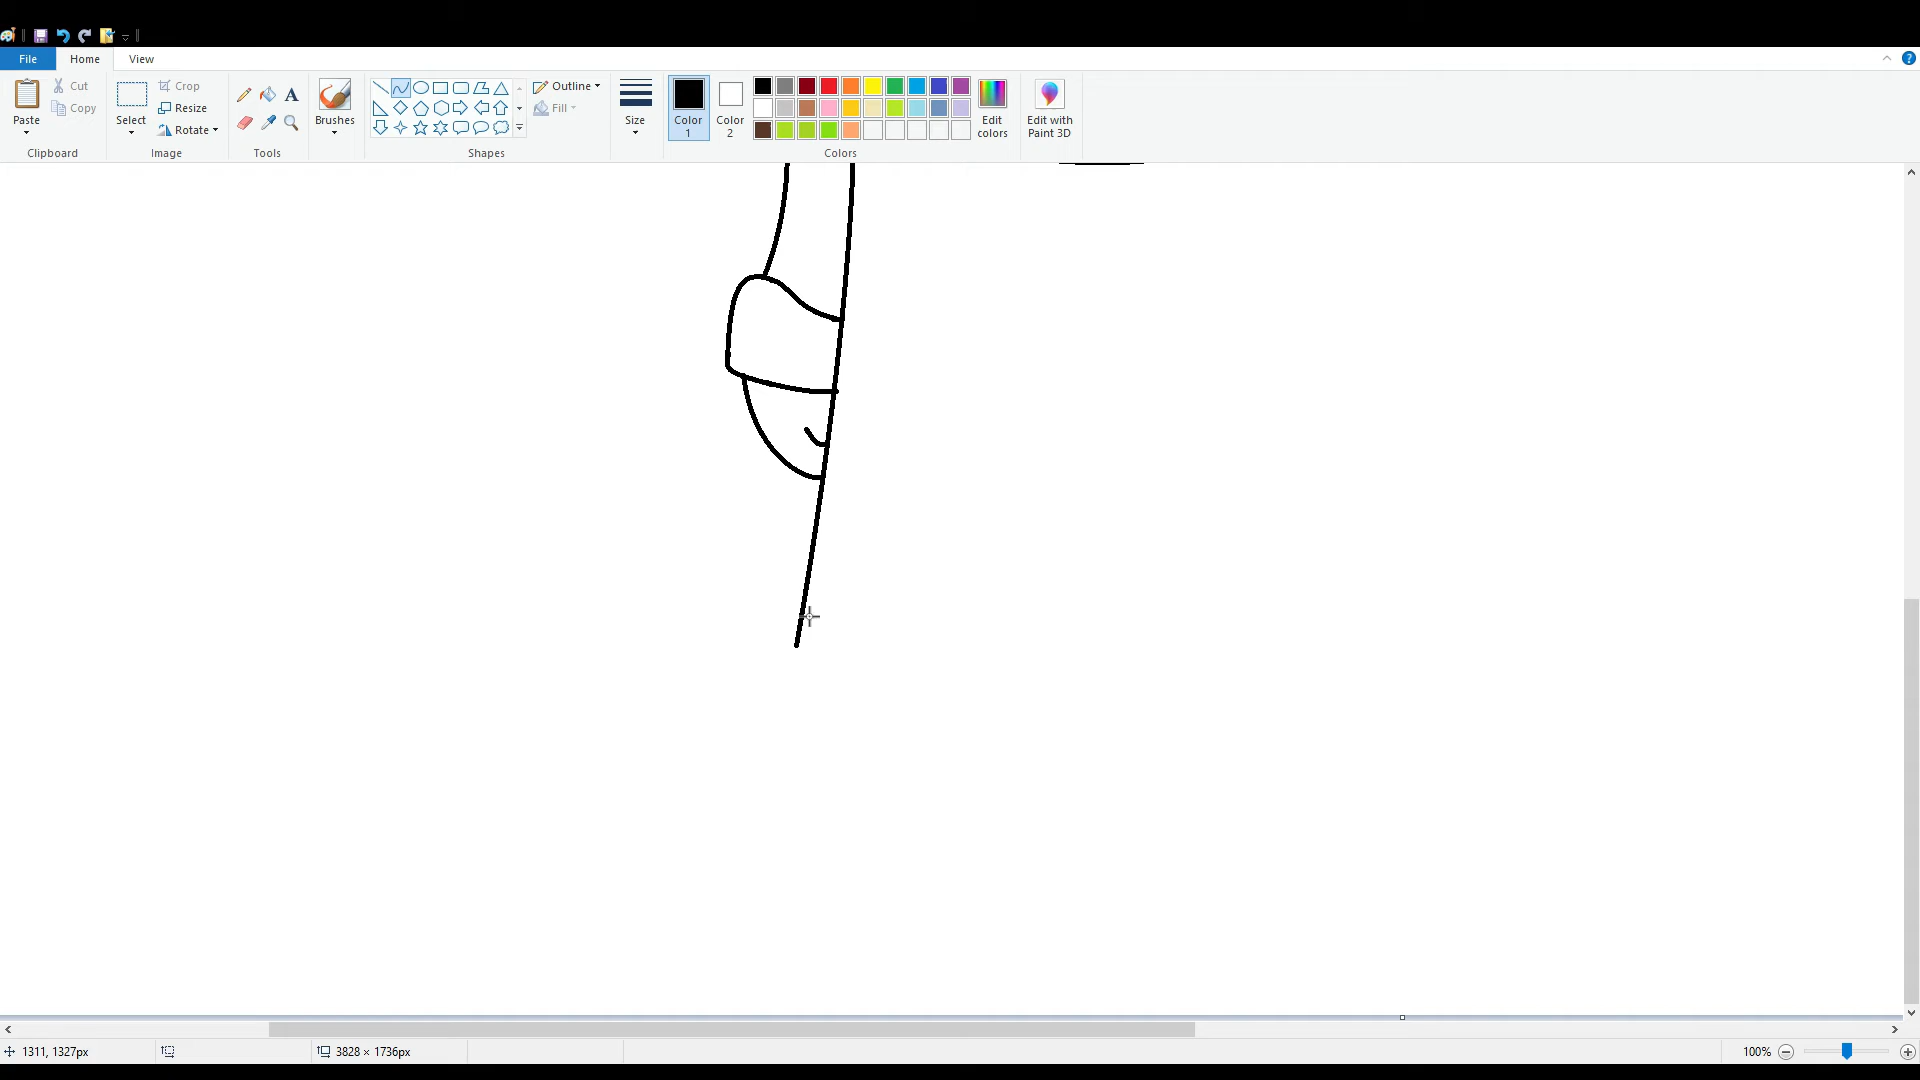 File Home View
Paste
Cut
Copy
Clipboard
Select
Crop
Resize
Rotate
Image
A
Tools
Brushes
Outline
Fill
Shapes
Size
Color 1
Color 2
Colors
Edit colors
Edit with Paint 3D
1311, 1327px
3828 × 1736px
100%